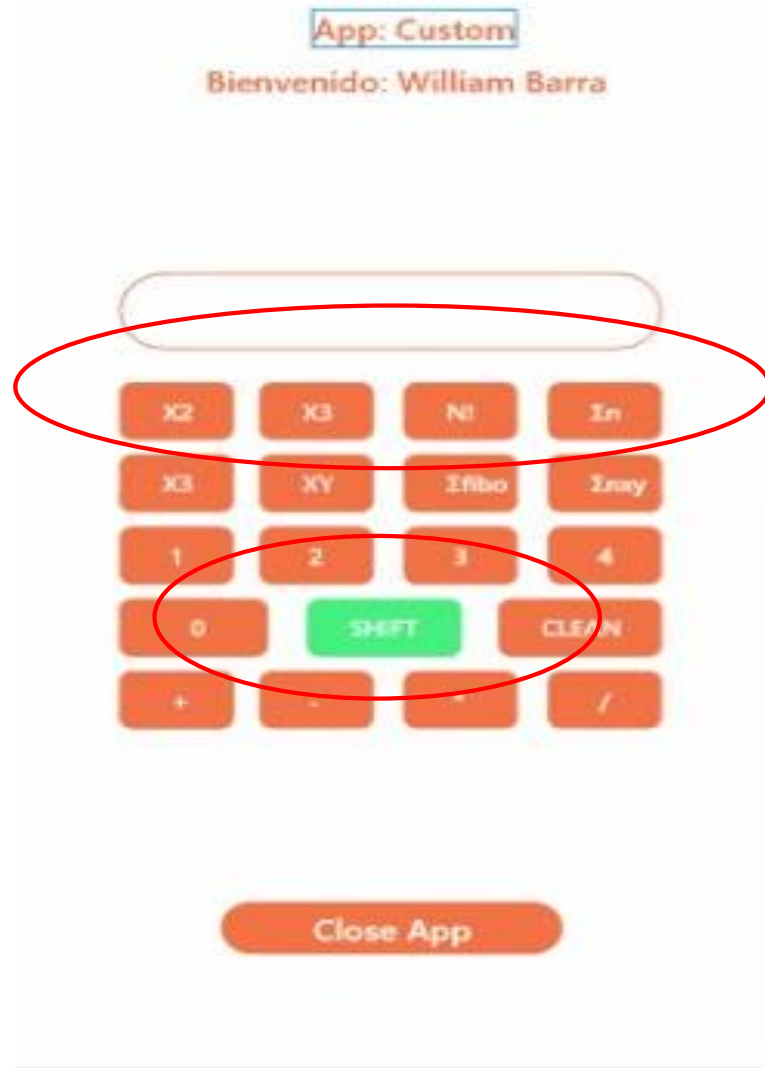 App: Custom
Bienvenido: William Barra
X2 X3 N! Σn
X3 XY Σfibo Σnxy
1 2 3 4
0 SHIFT CLEAN
+ - * /
Close App